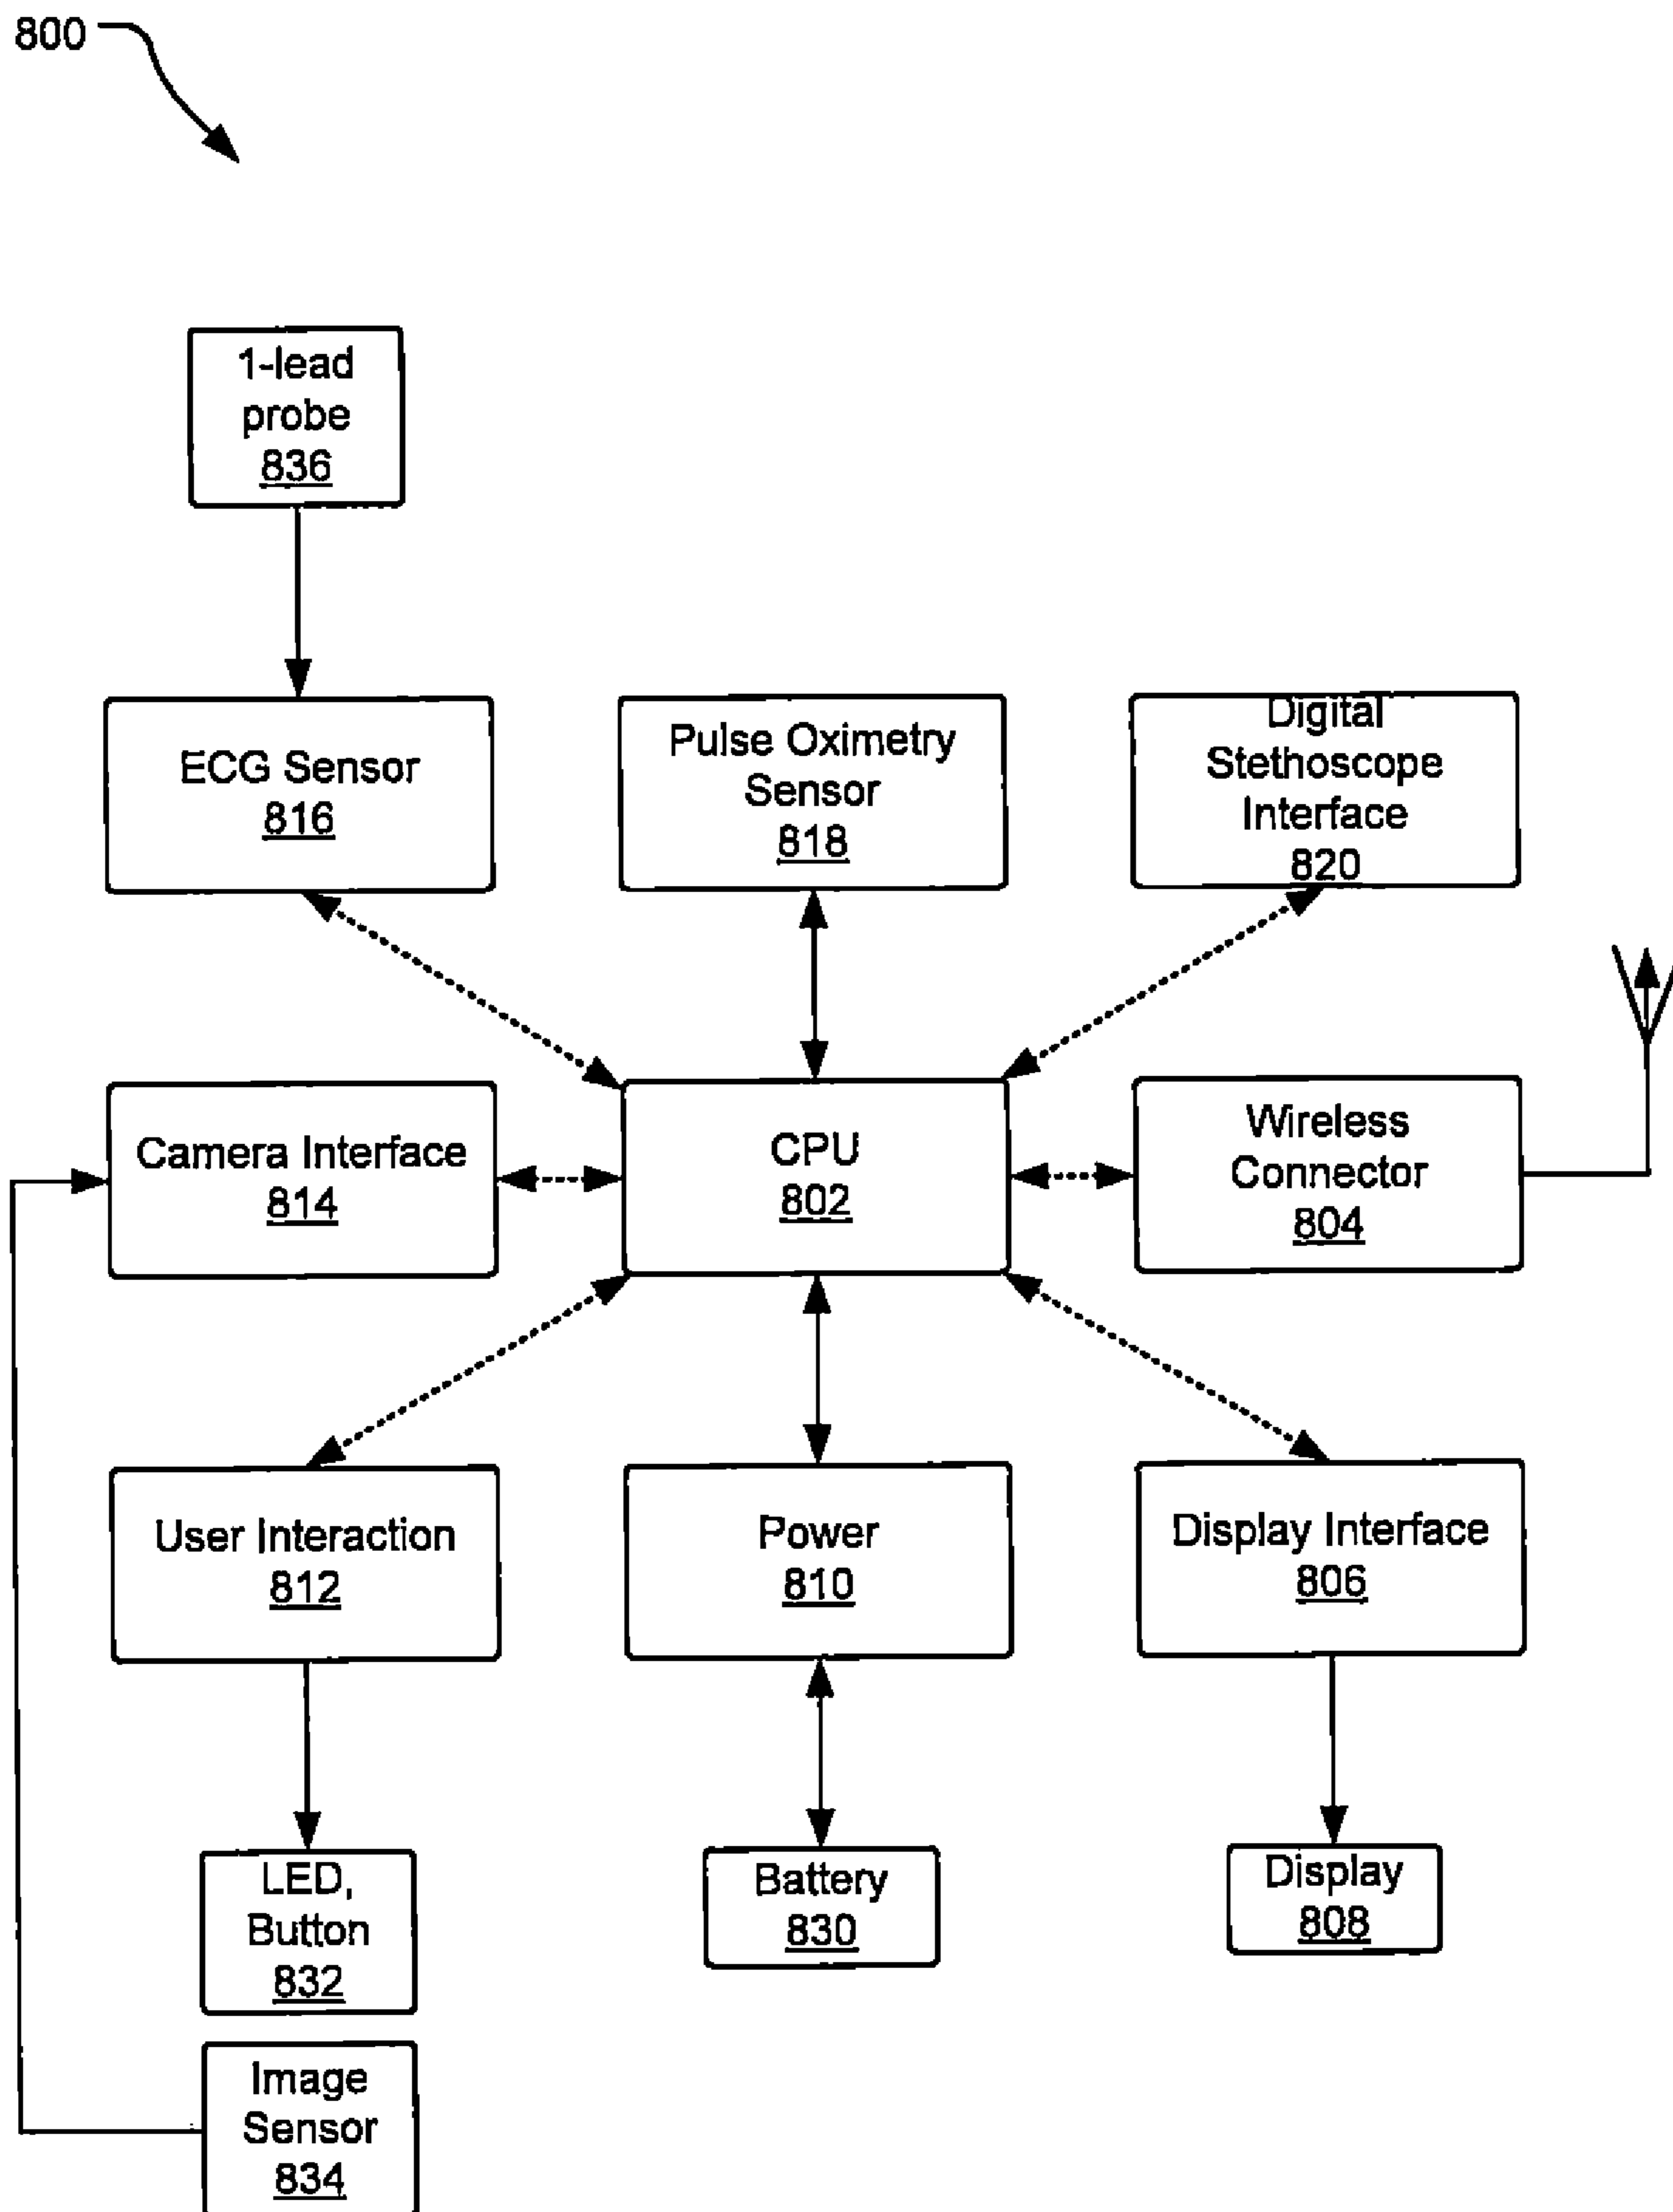 800
1-lead
probe
836
ECG Sensor
816
Pulse Oximetry
Sensor
818
Digital
Stethoscope
Interface
820
Camera Interface
814
CPU
802
Wireless
Connector
804
User Interaction
812
Power
810
Display Interface
806
LED,
Button
832
Battery
830
Display
808
Image
Sensor
834